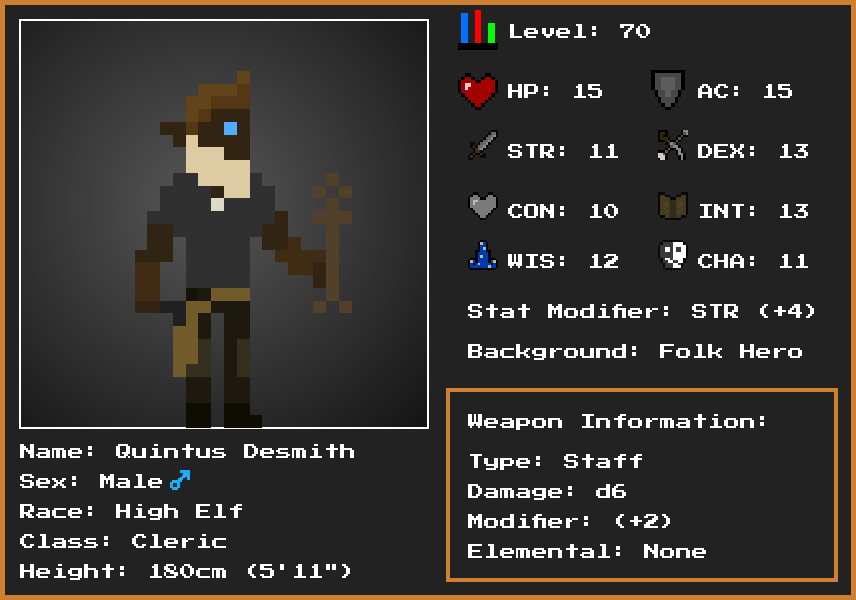 Level: 70
HP: 15 AC: 15
STR: 11 DEX: 13
CON: 10 INT: 13
WIS: 12 CHA: 11
Stat Modifier: STR (+4)
Background: Folk Hero
Weapon Information:
Type: Staff
Damage: d6
Modifier: (+2)
Elemental: None
Name: Quintus Desmith
Sex: Male♂
Race: High Elf
Class: Cleric
Height: 180cm (5'11")